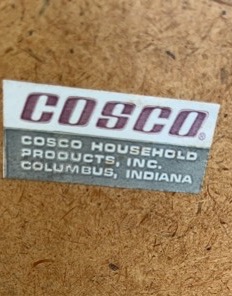 COSCO®
COSCO HOUSEHOLD
PRODUCTS, INC.
COLUMBUS, INDIANA